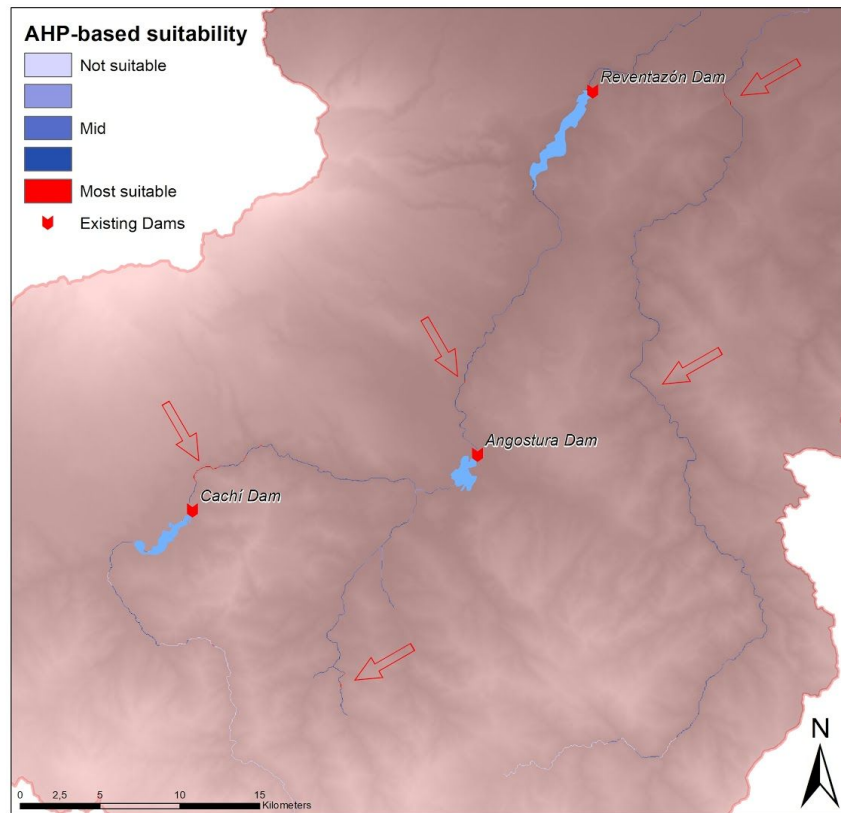 AHP-based suitability
Not suitable
Mid
Most suitable
Existing Dams
Reventazón Dam
Angostura Dam
Cachí Dam
N
0 2,5 5 10 15
Kilometers